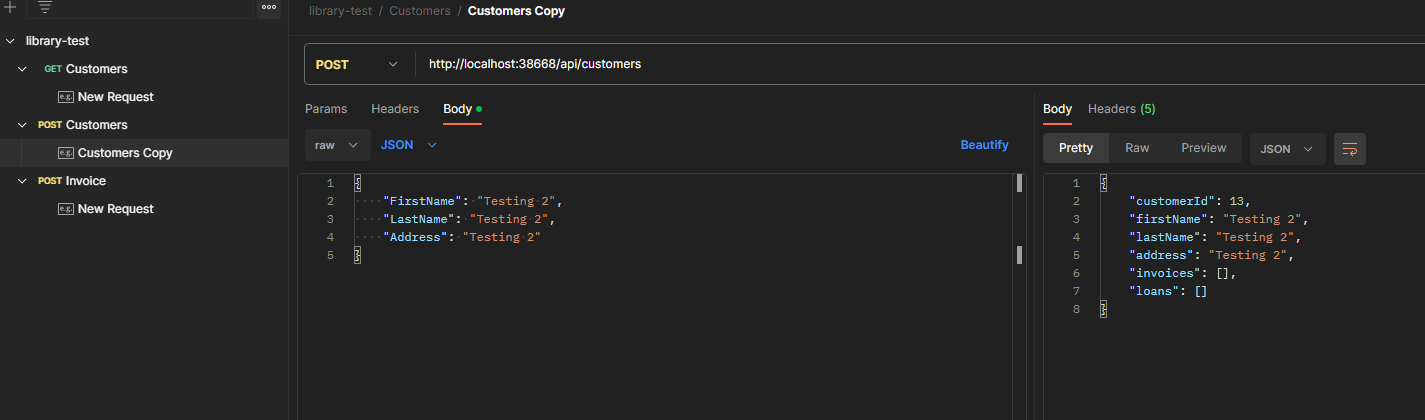 library-test / Customers / Customers Copy
library-test
GET Customers
e.g. New Request
POST Customers
e.g. Customers Copy
POST Invoice
e.g. New Request
POST http://localhost:38668/api/customers
Params Headers Body
raw JSON Beautify
1 {
2 "FirstName": "Testing 2",
3 "LastName": "Testing 2",
4 "Address": "Testing 2"
5 }
Body Headers (5)
Pretty Raw Preview JSON
1 {
2 "customerId": 13,
3 "firstName": "Testing 2",
4 "lastName": "Testing 2",
5 "address": "Testing 2",
6 "invoices": [],
7 "loans": []
8 }